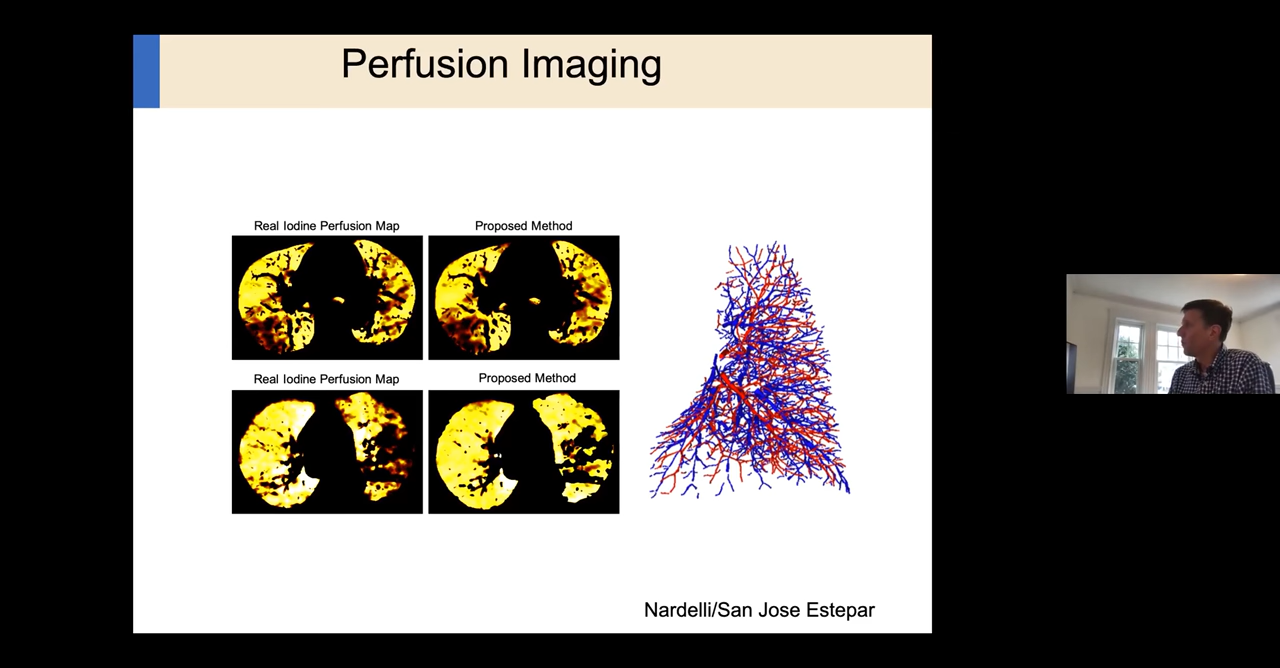 Perfusion Imaging
Real Iodine Perfusion Map
Proposed Method
Real Iodine Perfusion Map
Proposed Method
Nardelli/San Jose Estepar